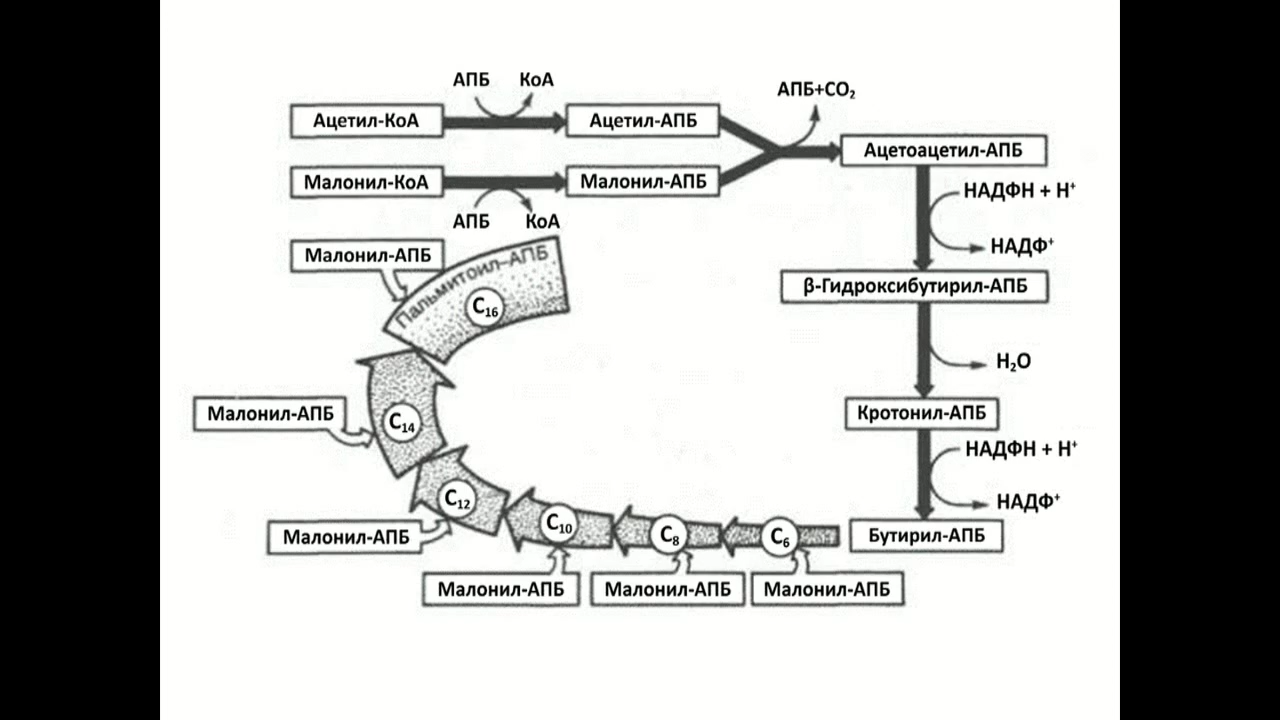 АПБ КоА
АПБ+CO₂
Ацетил-КоА
Ацетил-АПБ
Ацетоацетил-АПБ
Малонил-КоА
Малонил-АПБ
НАДФН + Н⁺
АПБ КоА
НАДФ⁺
Малонил-АПБ
Пальмитоил-АПБ
C₁₆
β-Гидроксибутирил-АПБ
H₂O
Малонил-АПБ
C₁₄
Кротонил-АПБ
НАДФН + Н⁺
НАДФ⁺
C₁₂
Малонил-АПБ
C₁₀
C₈
C₆
Бутирил-АПБ
Малонил-АПБ
Малонил-АПБ
Малонил-АПБ